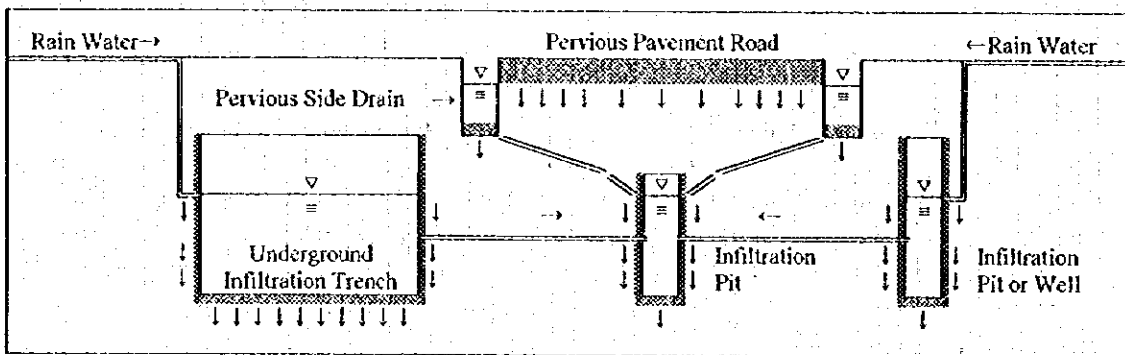 Rain Water→
Pervious Pavement Road
←Rain Water
Pervious Side Drain →
Underground
Infiltration Trench
Infiltration
Pit
Infiltration
Pit or Well